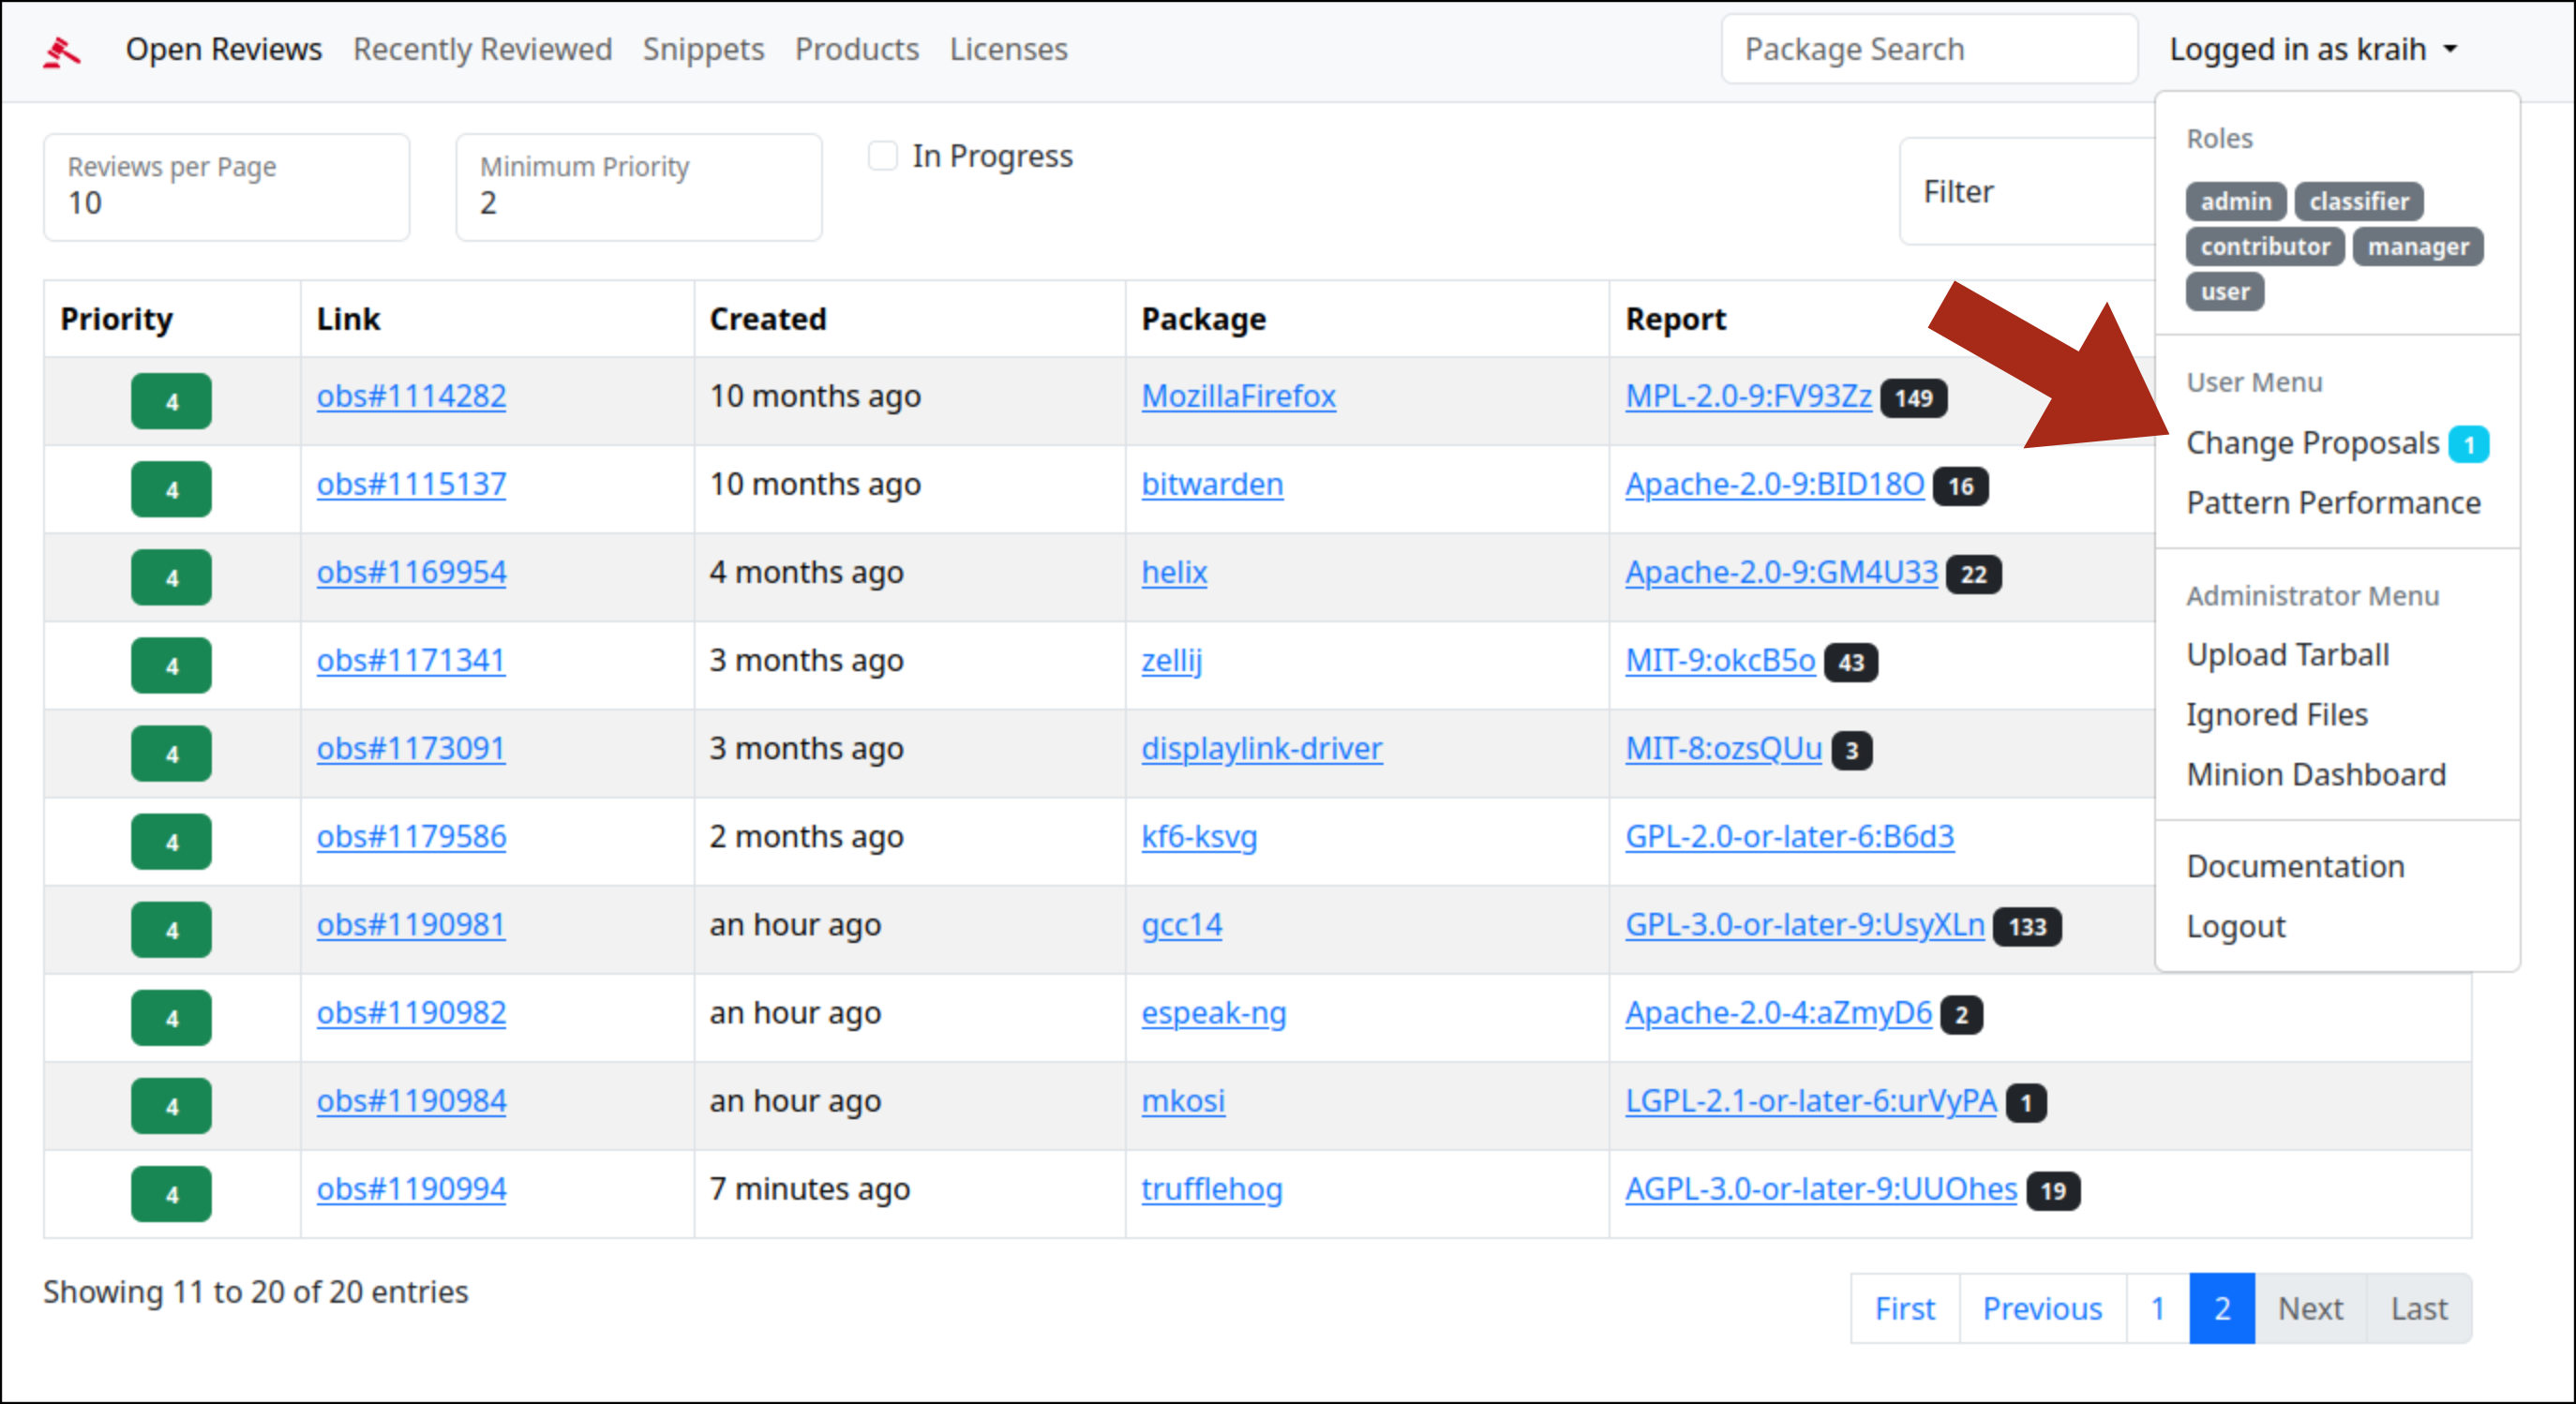 Open Reviews Recently Reviewed Snippets Products Licenses Package Search Logged in as kraih
Reviews per Page
10
Minimum Priority
2
In Progress
Filter
Roles
admin classifier
contributor manager
user
User Menu
Change Proposals 1
Pattern Performance
Administrator Menu
Upload Tarball
Ignored Files
Minion Dashboard
Documentation
Logout
Priority Link Created Package Report
4 obs#1114282 10 months ago MozillaFirefox MPL-2.0-9:FV93Zz 149
4 obs#1115137 10 months ago bitwarden Apache-2.0-9:BID18O 16
4 obs#1169954 4 months ago helix Apache-2.0-9:GM4U33 22
4 obs#1171341 3 months ago zellij MIT-9:okcB5o 43
4 obs#1173091 3 months ago displaylink-driver MIT-8:ozsQUu 3
4 obs#1179586 2 months ago kf6-ksvg GPL-2.0-or-later-6:B6d3
4 obs#1190981 an hour ago gcc14 GPL-3.0-or-later-9:UsyXLn 133
4 obs#1190982 an hour ago espeak-ng Apache-2.0-4:aZmyD6 2
4 obs#1190984 an hour ago mkosi LGPL-2.1-or-later-6:urVyPA 1
4 obs#1190994 7 minutes ago trufflehog AGPL-3.0-or-later-9:UUOhes 19
Showing 11 to 20 of 20 entries
First Previous 1 2 Next Last